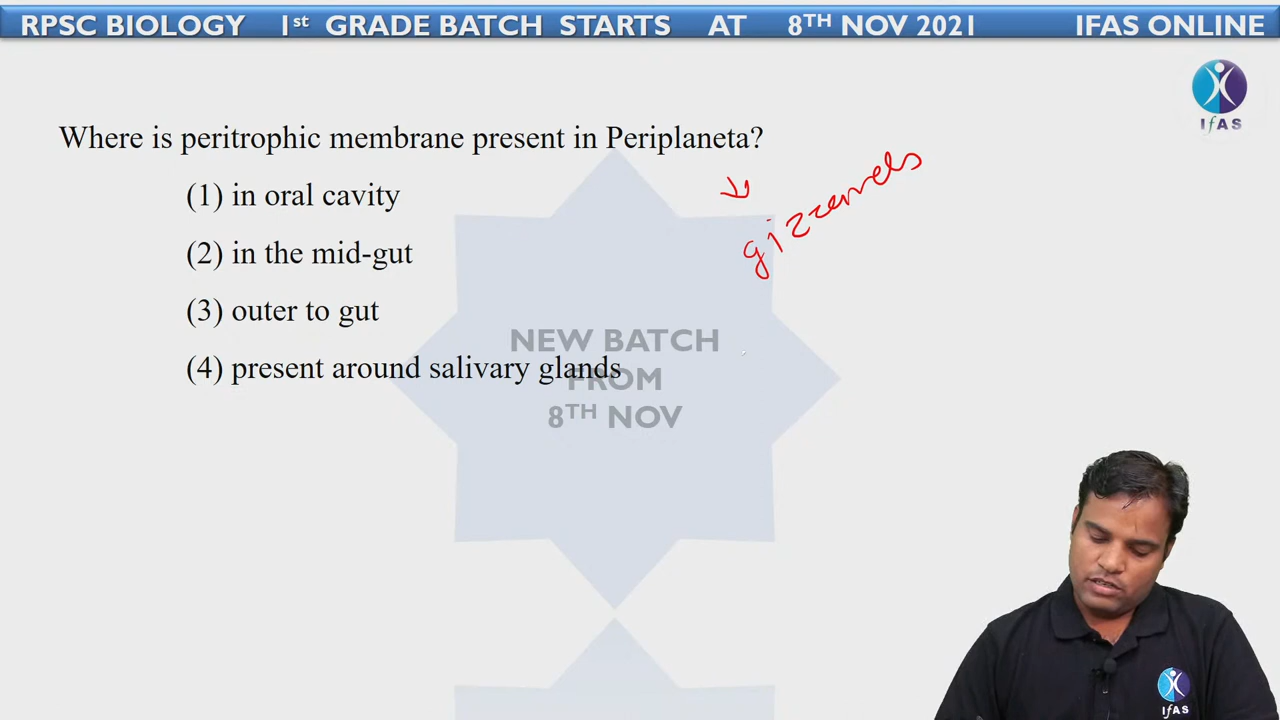 RPSC BIOLOGY 1st GRADE BATCH STARTS AT 8TH NOV 2021 IFAS ONLINE
IfAS
Where is peritrophic membrane present in Periplaneta?
(1) in oral cavity
(2) in the mid-gut
(3) outer to gut
(4) present around salivary glands
NEW BATCH
FROM
8TH NOV
IfAS